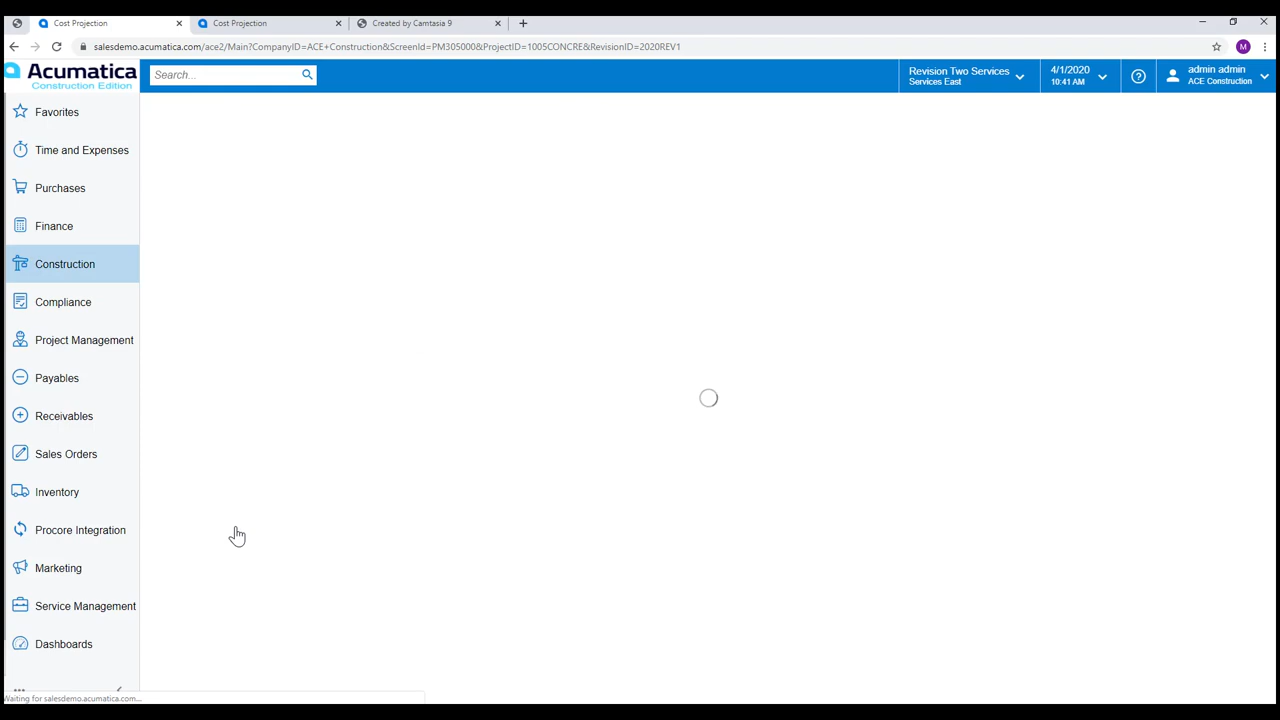 Cost Projection
Cost Projection
Created by Camtasia 9
salesdemo.acumatica.com/ace2/Main?CompanyID=ACE+Construction&ScreenId=PM305000&ProjectID=1005CONCRE&RevisionID=2020REV1
M
Acumatica
Construction Edition
Search...
Revision Two Services
Services East
4/1/2020
10:41 AM
admin admin
ACE Construction
Favorites
Time and Expenses
Purchases
Finance
Construction
Compliance
Project Management
Payables
Receivables
Sales Orders
Inventory
Procore Integration
Marketing
Service Management
Dashboards
Waiting for salesdemo.acumatica.com...